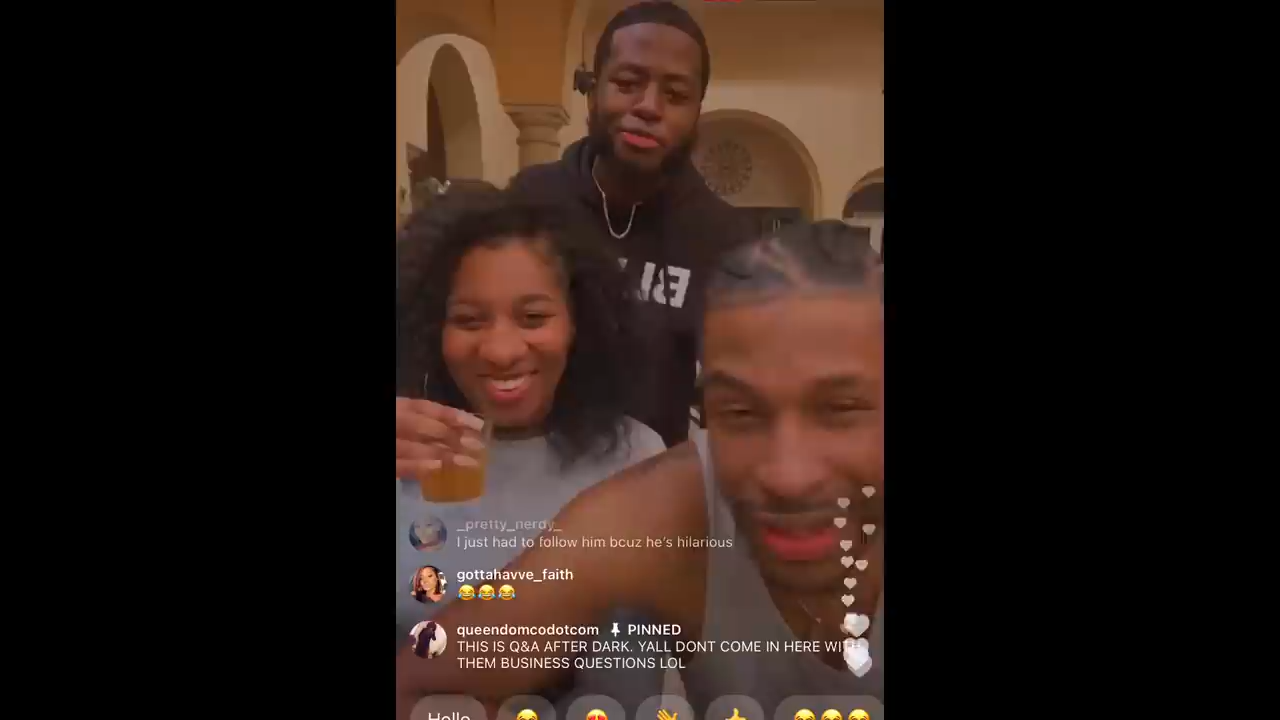 _pretty_nerdy_
I just had to follow him bcuz he's hilarious
gottahavve_faith
😂😂😂
queendomcodotcom PINNED
THIS IS Q&A AFTER DARK. YALL DONT COME IN HERE WITH
THEM BUSINESS QUESTIONS LOL
Hello